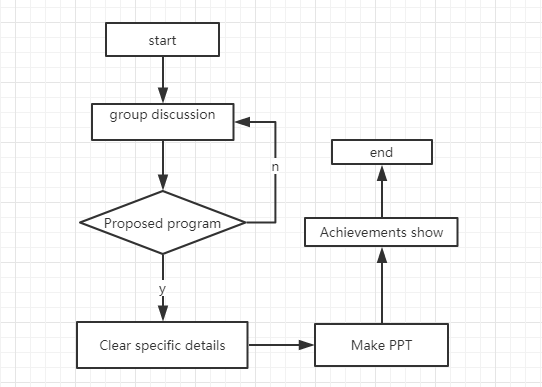 start
group discussion
n
Proposed program
y
Clear specific details
Make PPT
Achievements show
end